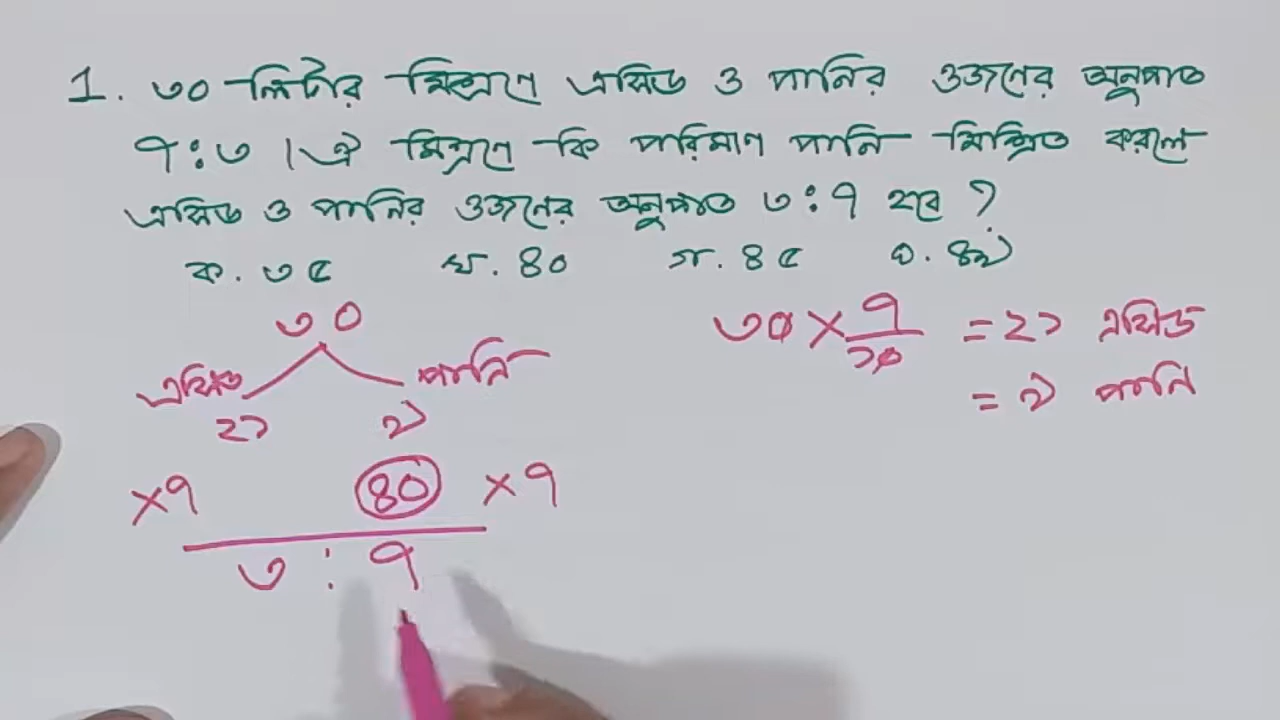 1. ৩০ লিটার মিশ্রণে এসিড ও পানির ওজনের অনুপাত
৭ : ৩ । ঐ মিশ্রণে কি পরিমাণ পানি মিশ্রিত করলে
এসিড ও পানির ওজনের অনুপাত ৩ : ৭ হবে ?
ক. ৩৫ খ. ৪০ গ. ৪৫ ঘ. ৪৯
৩০
এসিড পানি
২১ ৯
×৭ ৪০ ×৭
৩ : ৭
৩০ × ৭/১০ = ২১ এসিড
= ৯ পানি